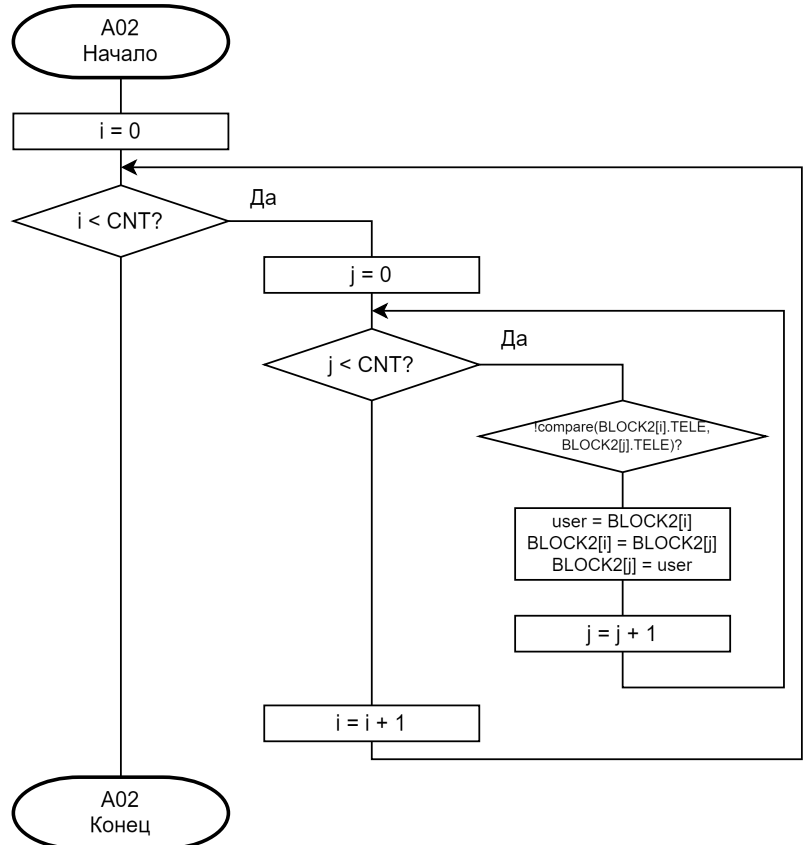 A02
Начало
i = 0
Да
i < CNT?
j = 0
Да
j < CNT?
!compare(BLOCK2[i].TELE,
BLOCK2[j].TELE)?
user = BLOCK2[i]
BLOCK2[i] = BLOCK2[j]
BLOCK2[j] = user
j = j + 1
i = i + 1
A02
Конец